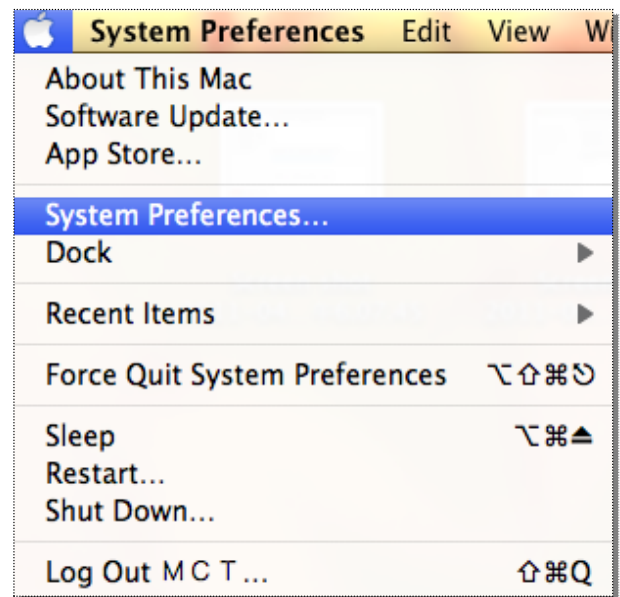 System Preferences Edit View Wi
About This Mac
Software Update...
App Store...
System Preferences...
Dock ▶
Recent Items ▶
Force Quit System Preferences ⌥⇧⌘⎋
Sleep ⌥⌘⏏
Restart...
Shut Down...
Log Out M C T... ⇧⌘Q